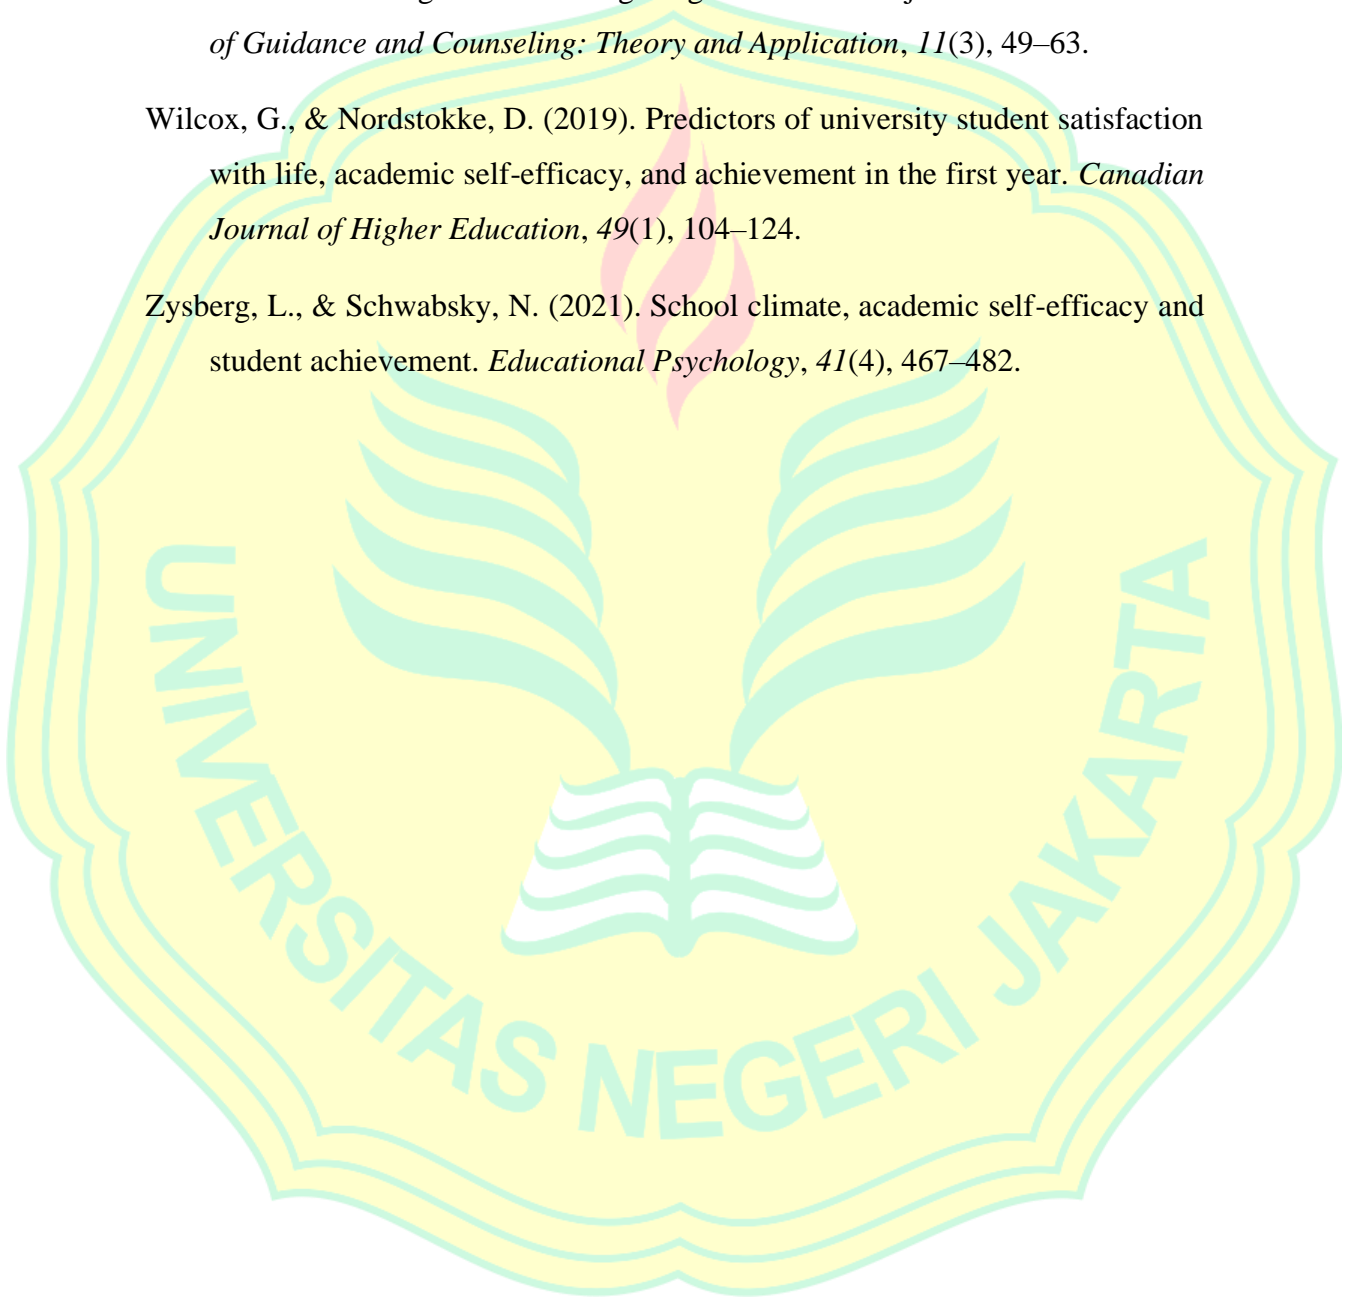 of Guidance and Counseling: Theory and Application, 11(3), 49–63.
Wilcox, G., & Nordstokke, D. (2019). Predictors of university student satisfaction
with life, academic self-efficacy, and achievement in the first year. Canadian
Journal of Higher Education, 49(1), 104–124.
Zysberg, L., & Schwabsky, N. (2021). School climate, academic self-efficacy and
student achievement. Educational Psychology, 41(4), 467–482.
UNIVERSITAS NEGERI JAKARTA